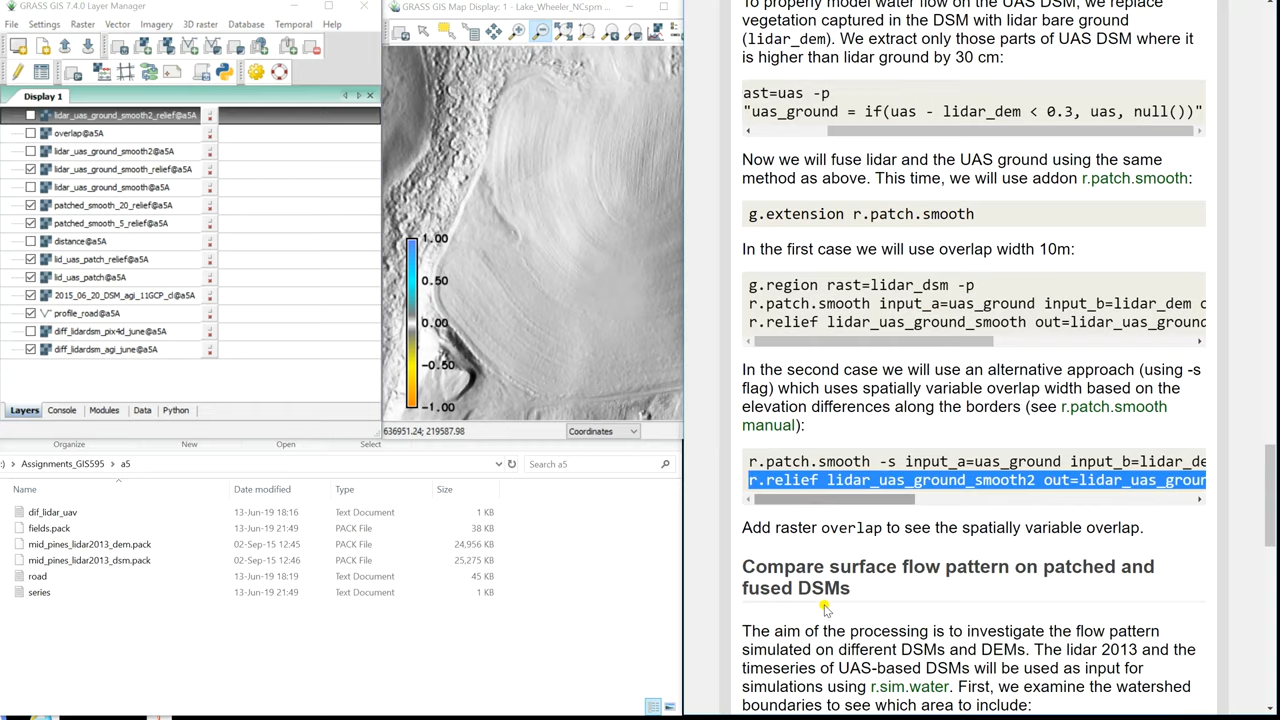 GRASS GIS 7.4.0 Layer Manager
File Settings Raster Vector Imagery 3D raster Database Temporal Help
Display 1
lidar_uas_ground_smooth2_relief@a5A
overlap@a5A
lidar_uas_ground_smooth2@a5A
lidar_uas_ground_smooth_relief@a5A
lidar_uas_ground_smooth@a5A
patched_smooth_20_relief@a5A
patched_smooth_5_relief@a5A
distance@a5A
lid_uas_patch_relief@a5A
lid_uas_patch@a5A
2015_06_20_DSM_agi_11GCP_cl@a5A
profile_road@a5A
diff_lidardsm_pix4d_june@a5A
diff_lidardsm_agi_june@a5A
Layers Console Modules Data Python
GRASS GIS Map Display: 1 - Lake_Wheeler_NCspm
1.00
0.50
0.00
-0.50
-1.00
636951.24; 219587.98 Coordinates
Organize New Open Select
Assignments_GIS595 a5 Search a5
Name Date modified Type Size
dif_lidar_uav 13-Jun-19 18:16 Text Document 1 KB
fields.pack 13-Jun-19 21:49 PACK File 38 KB
mid_pines_lidar2013_dem.pack 02-Sep-15 12:45 PACK File 24,956 KB
mid_pines_lidar2013_dsm.pack 02-Sep-15 12:46 PACK File 25,275 KB
road 13-Jun-19 18:19 Text Document 45 KB
series 13-Jun-19 21:49 Text Document 1 KB
To properly model water flow on the UAS DSM, we replace
vegetation captured in the DSM with lidar bare ground
(lidar_dem). We extract only those parts of UAS DSM where it
is higher than lidar ground by 30 cm:
ast=uas -p
"uas_ground = if(uas - lidar_dem < 0.3, uas, null())"
Now we will fuse lidar and the UAS ground using the same
method as above. This time, we will use addon r.patch.smooth:
g.extension r.patch.smooth
In the first case we will use overlap width 10m:
g.region rast=lidar_dsm -p
r.patch.smooth input_a=uas_ground input_b=lidar_dem o
r.relief lidar_uas_ground_smooth out=lidar_uas_ground
In the second case we will use an alternative approach (using -s
flag) which uses spatially variable overlap width based on the
elevation differences along the borders (see r.patch.smooth
manual):
r.patch.smooth -s input_a=uas_ground input_b=lidar_de
r.relief lidar_uas_ground_smooth2 out=lidar_uas_groun
Add raster overlap to see the spatially variable overlap.
Compare surface flow pattern on patched and
fused DSMs
The aim of the processing is to investigate the flow pattern
simulated on different DSMs and DEMs. The lidar 2013 and the
timeseries of UAS-based DSMs will be used as input for
simulations using r.sim.water. First, we examine the watershed
boundaries to see which area to include: